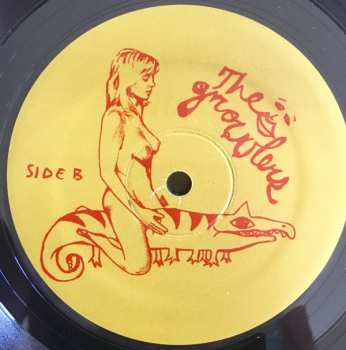 The
growlers
SIDE B